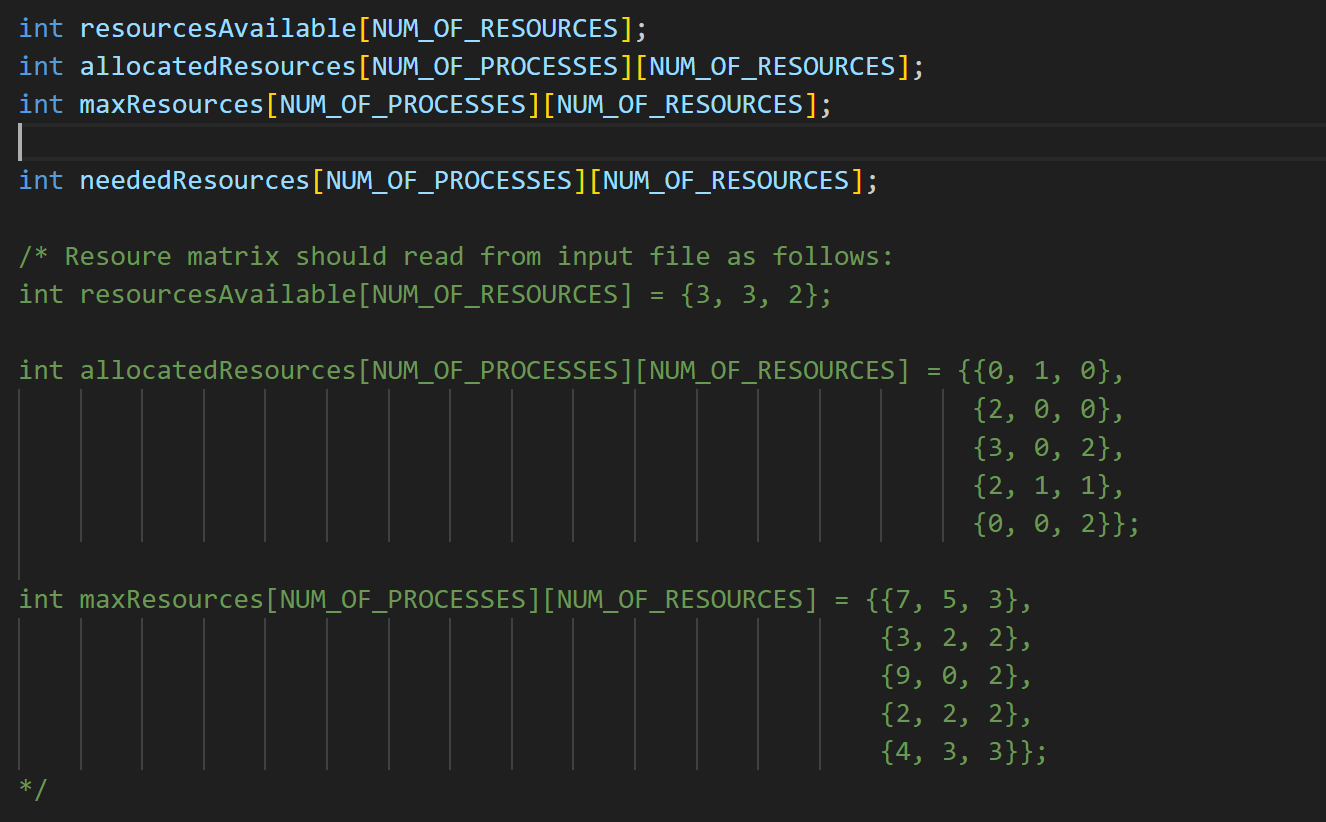 int resourcesAvailable[NUM_OF_RESOURCES];
int allocatedResources[NUM_OF_PROCESSES][NUM_OF_RESOURCES];
int maxResources[NUM_OF_PROCESSES][NUM_OF_RESOURCES];
int neededResources[NUM_OF_PROCESSES][NUM_OF_RESOURCES];
/* Resoure matrix should read from input file as follows:
int resourcesAvailable[NUM_OF_RESOURCES] = {3, 3, 2};
int allocatedResources[NUM_OF_PROCESSES][NUM_OF_RESOURCES] = {{0, 1, 0},
{2, 0, 0},
{3, 0, 2},
{2, 1, 1},
{0, 0, 2}};
int maxResources[NUM_OF_PROCESSES][NUM_OF_RESOURCES] = {{7, 5, 3},
{3, 2, 2},
{9, 0, 2},
{2, 2, 2},
{4, 3, 3}};
*/